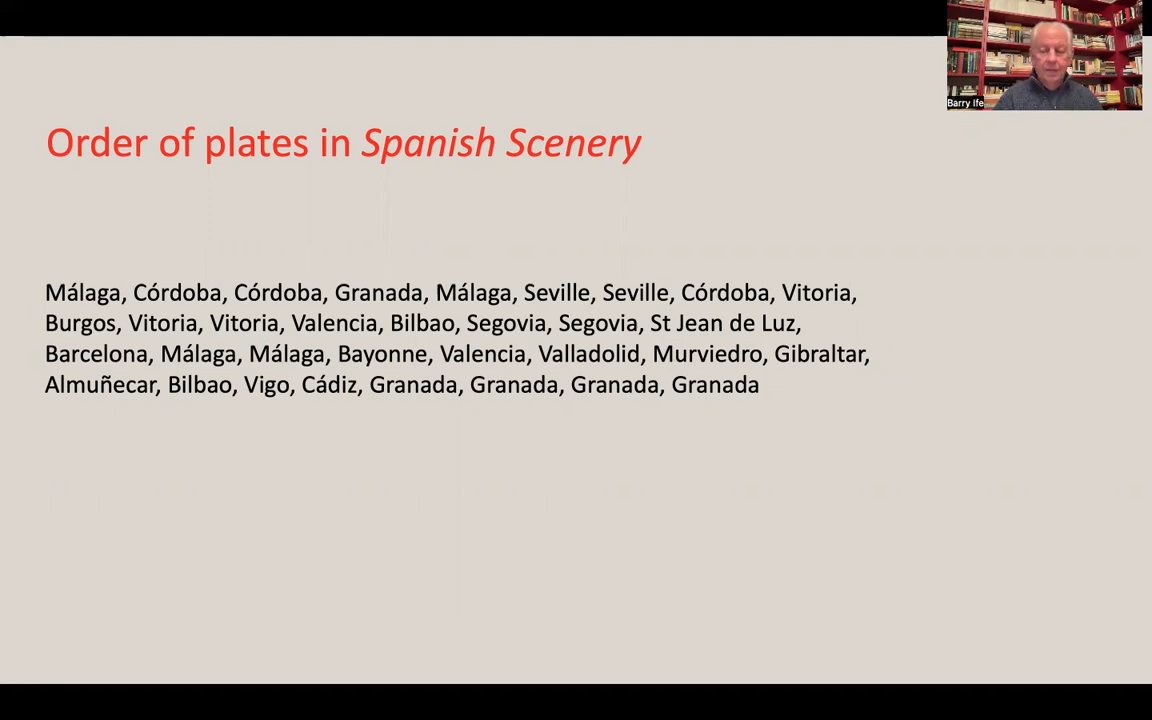 Barry Ife
Order of plates in Spanish Scenery
Málaga, Córdoba, Córdoba, Granada, Málaga, Seville, Seville, Córdoba, Vitoria,
Burgos, Vitoria, Vitoria, Valencia, Bilbao, Segovia, Segovia, St Jean de Luz,
Barcelona, Málaga, Málaga, Bayonne, Valencia, Valladolid, Murviedro, Gibraltar,
Almuñecar, Bilbao, Vigo, Cádiz, Granada, Granada, Granada, Granada